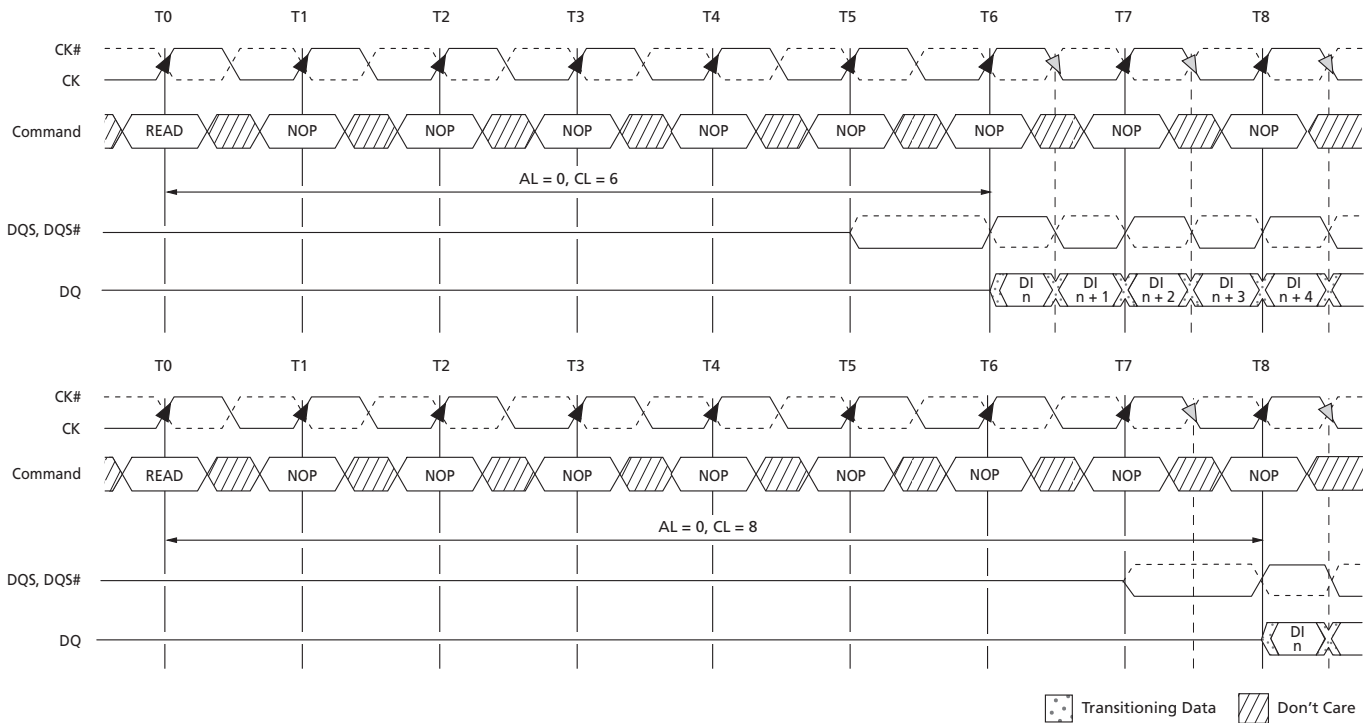 T0 T1 T2 T3 T4 T5 T6 T7 T8
CK#
CK
Command READ NOP NOP NOP NOP NOP NOP NOP NOP
AL = 0, CL = 6
DQS, DQS#
DQ DI n DI n + 1 DI n + 2 DI n + 3 DI n + 4
T0 T1 T2 T3 T4 T5 T6 T7 T8
CK#
CK
Command READ NOP NOP NOP NOP NOP NOP NOP NOP
AL = 0, CL = 8
DQS, DQS#
DQ DI n
Transitioning Data Don't Care